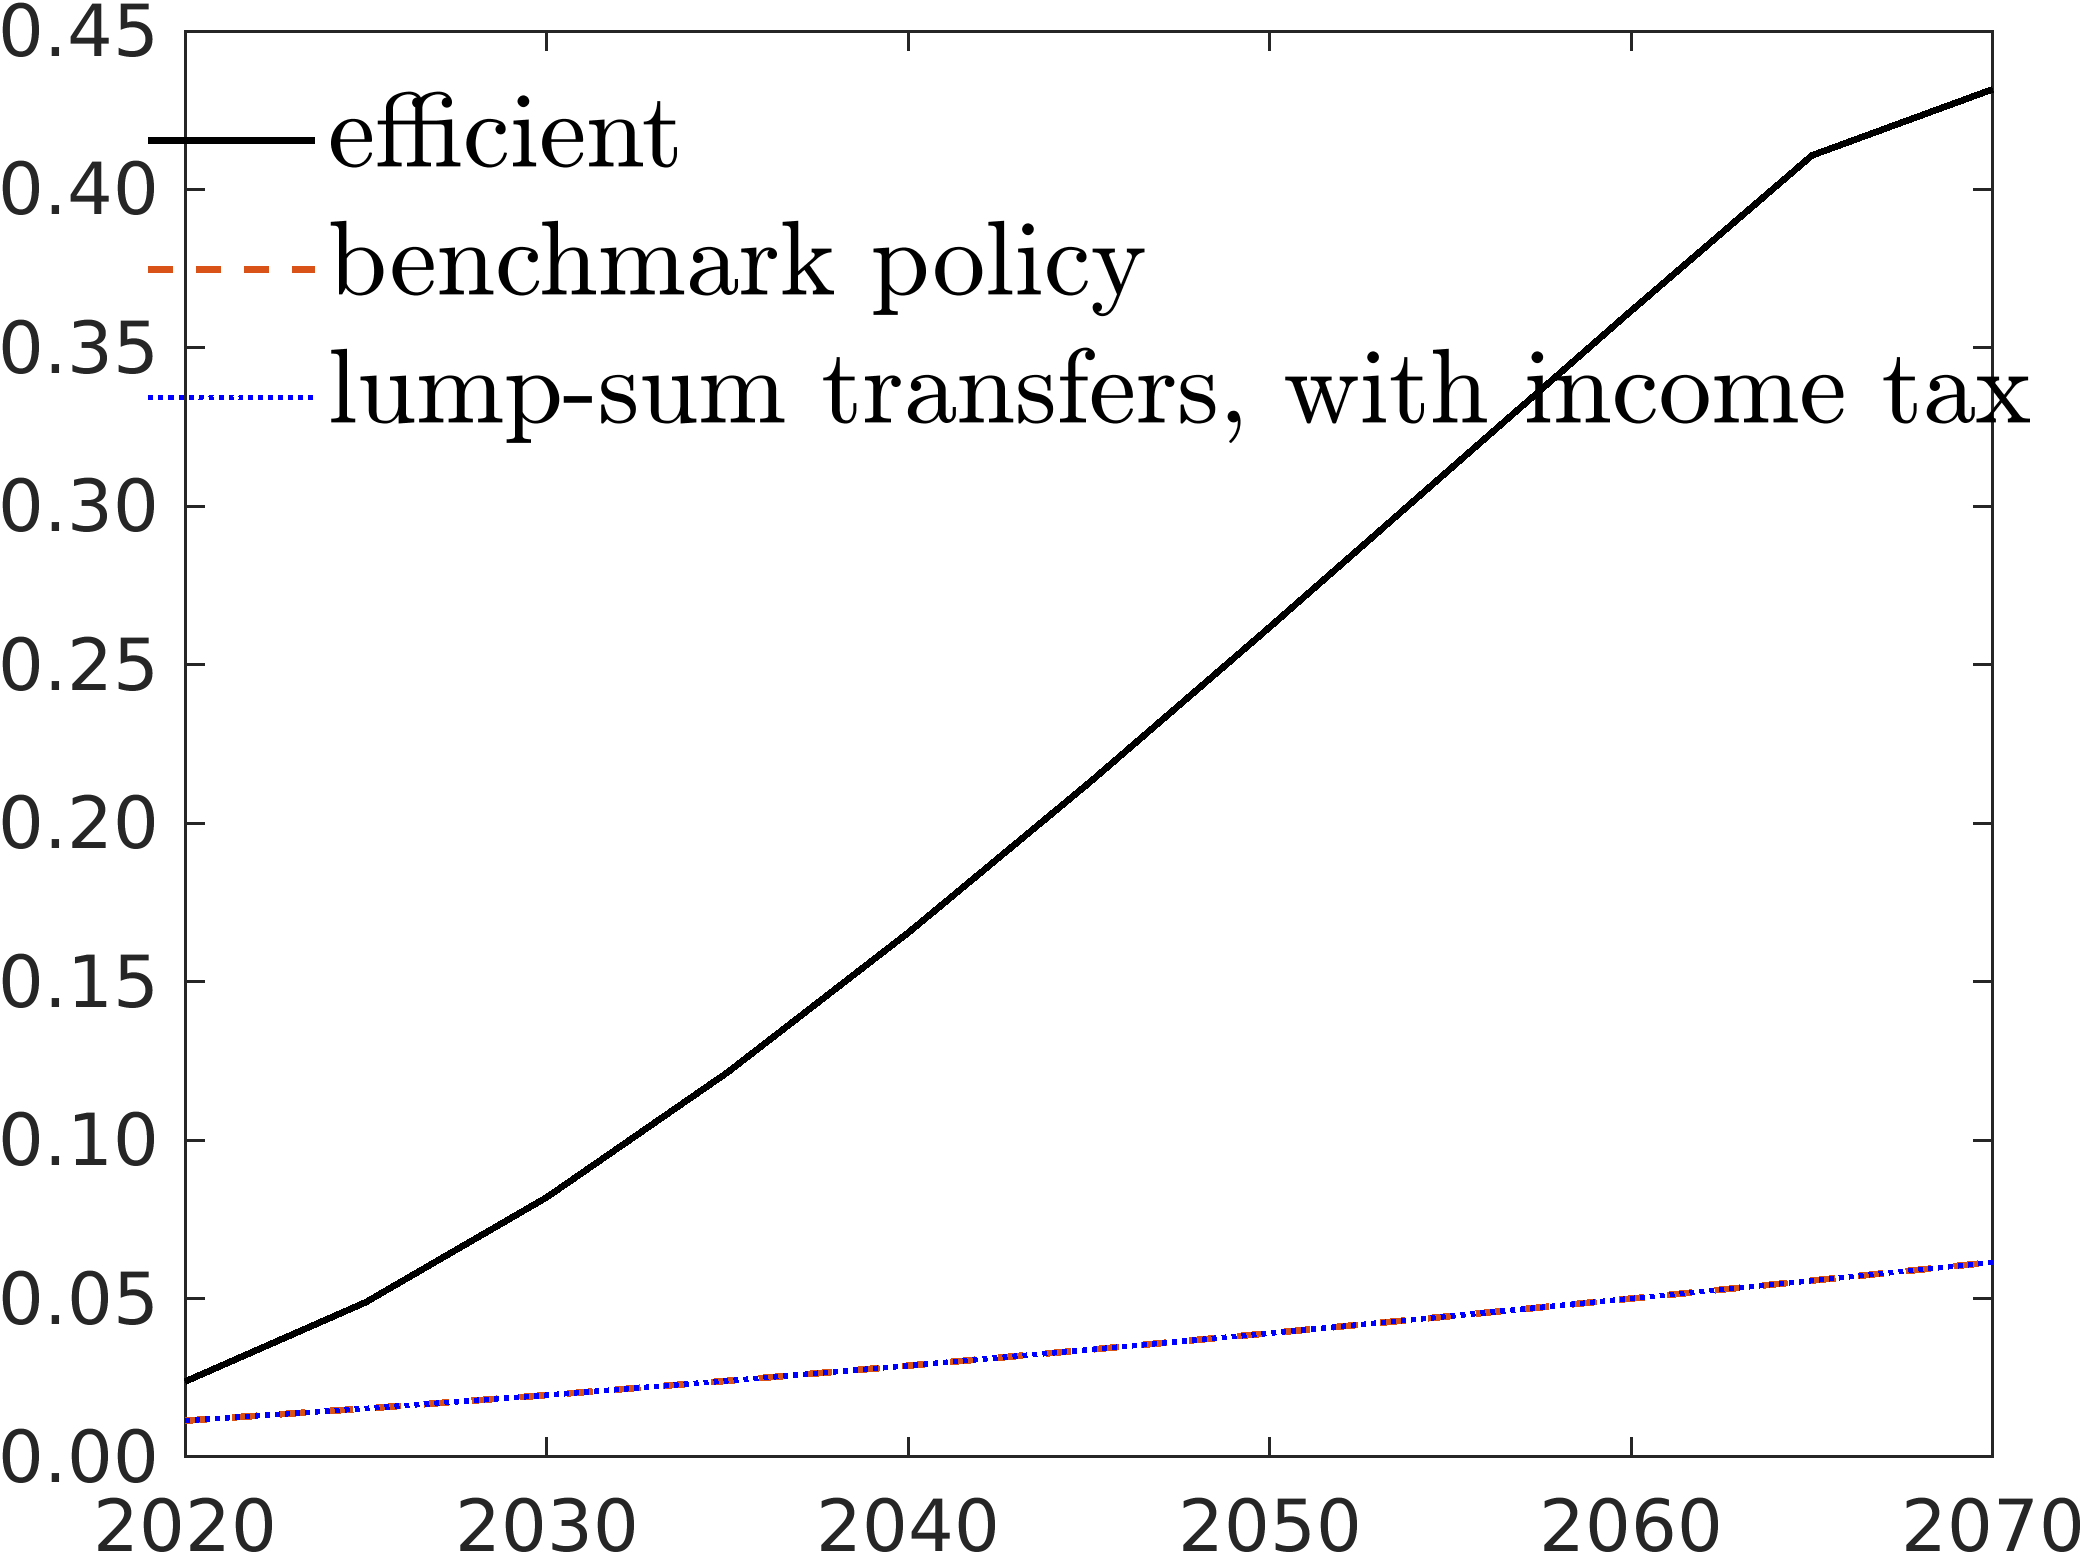 0.45
efficient
0.40
benchmark policy
0.35
lump-sum transfers, with income tax
0.30
0.25
0.20
0.15
0.10
0.05
0.00
2020 2030 2040 2050 2060 2070